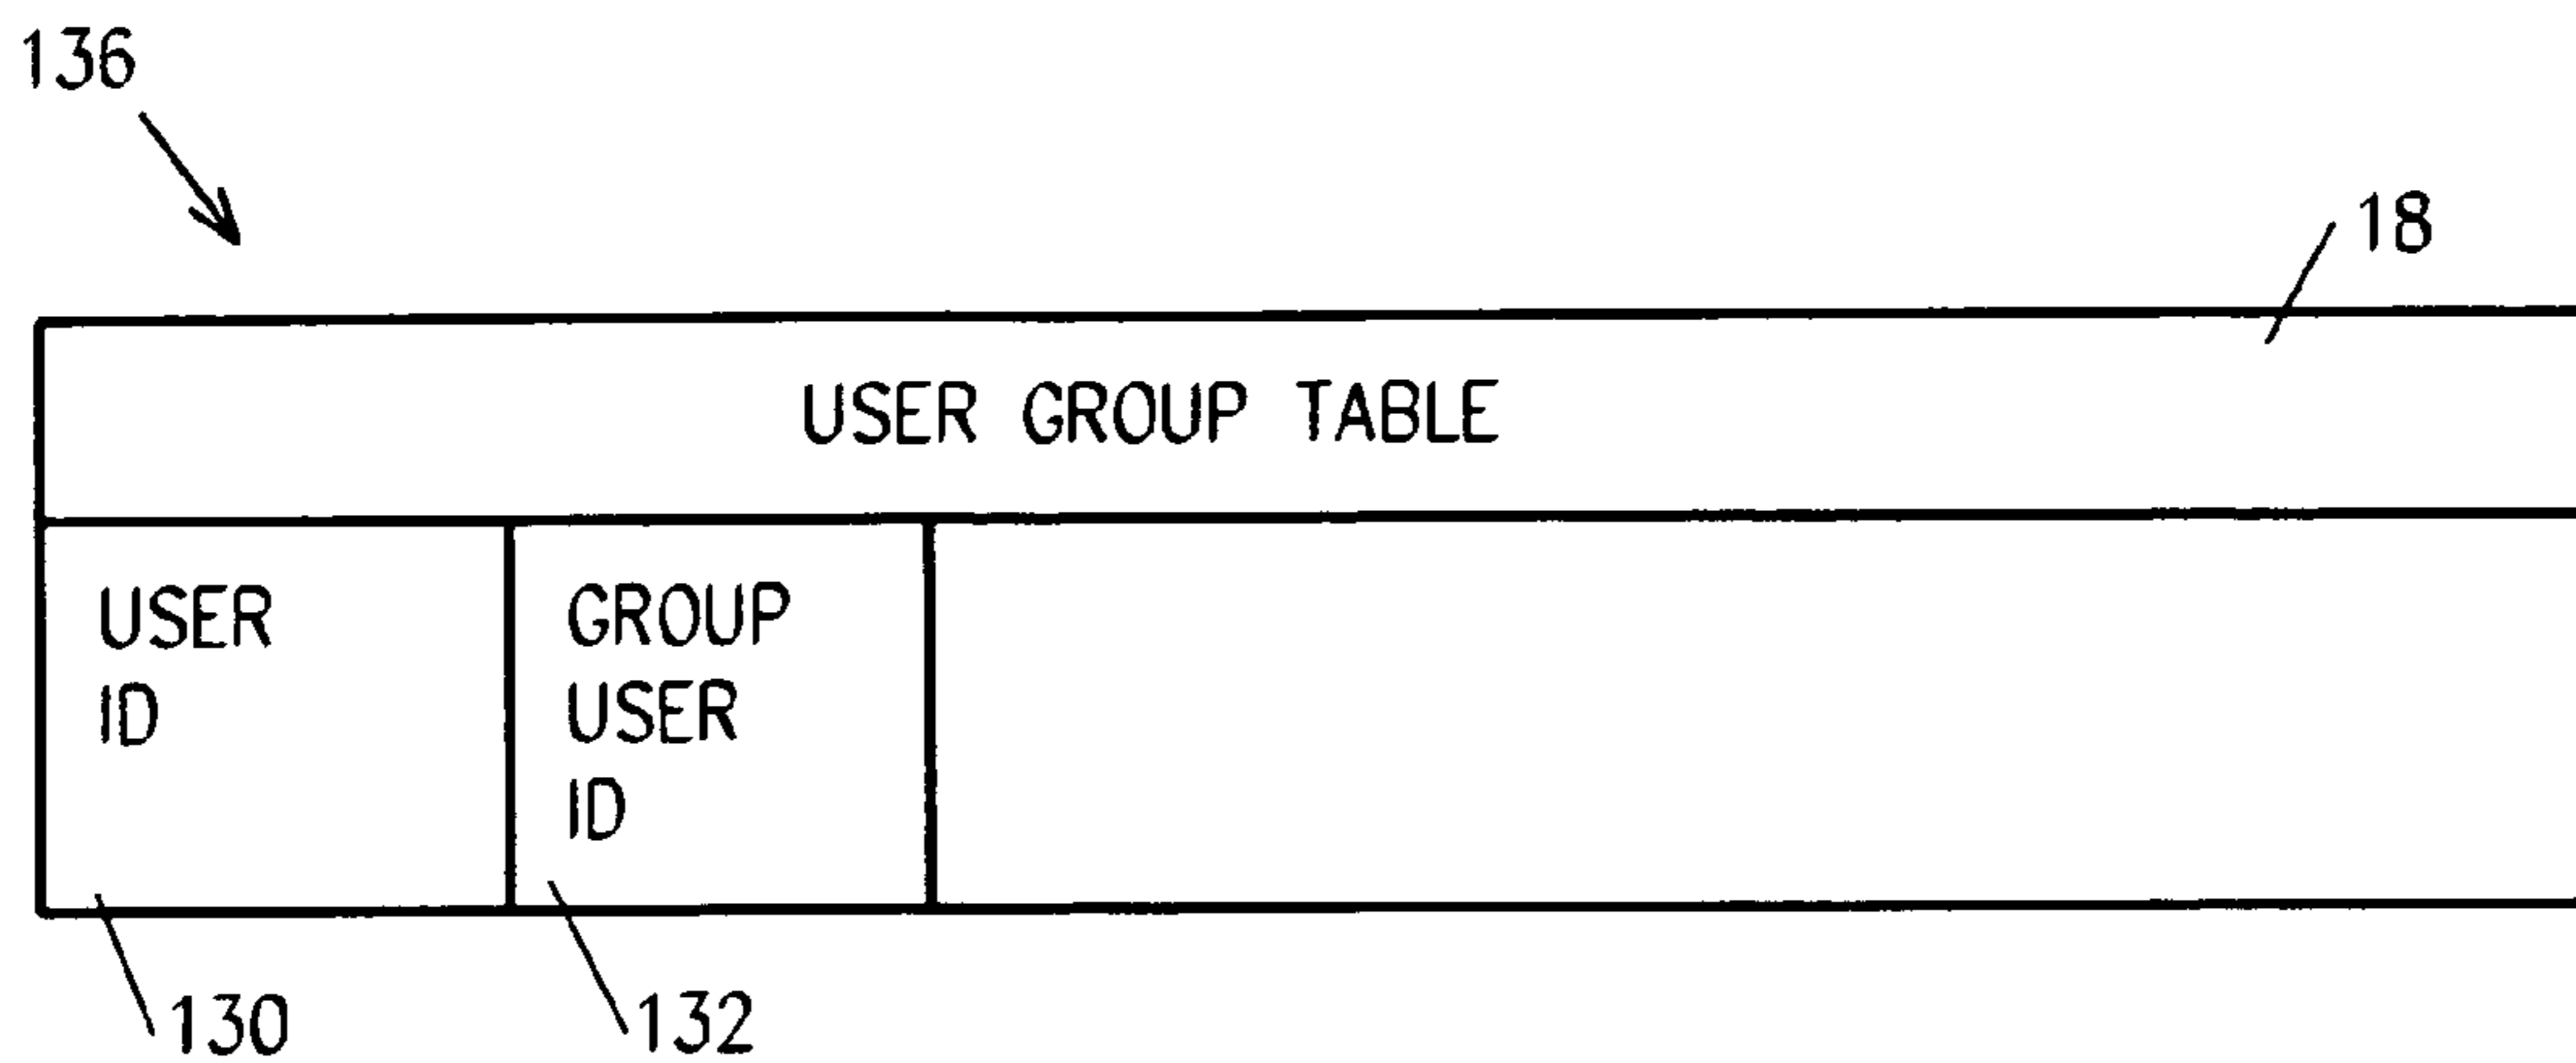 136
18
USER GROUP TABLE
USER
ID
GROUP
USER
ID
130
132